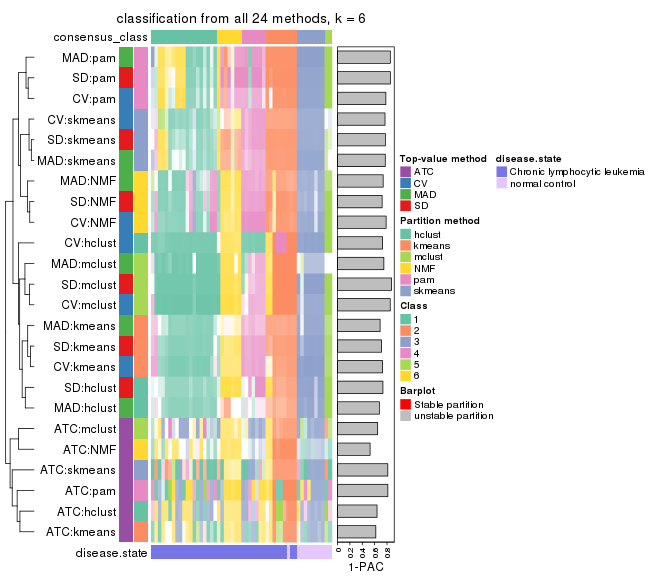 classification from all 24 methods, k = 6
consensus_class
MAD:pam
SD:pam
CV:pam
CV:skmeans
SD:skmeans
MAD:skmeans
MAD:NMF
SD:NMF
CV:NMF
CV:hclust
MAD:mclust
SD:mclust
CV:mclust
MAD:kmeans
SD:kmeans
CV:kmeans
SD:hclust
MAD:hclust
ATC:mclust
ATC:NMF
ATC:skmeans
ATC:pam
ATC:hclust
ATC:kmeans
disease.state
0 0.2 0.4 0.6 0.8
1-PAC
Top-value method
ATC
CV
MAD
SD
Partition method
hclust
kmeans
mclust
NMF
pam
skmeans
Class
1
2
3
4
5
6
Barplot
Stable partition
unstable partition
disease.state
Chronic lymphocytic leukemia
normal control